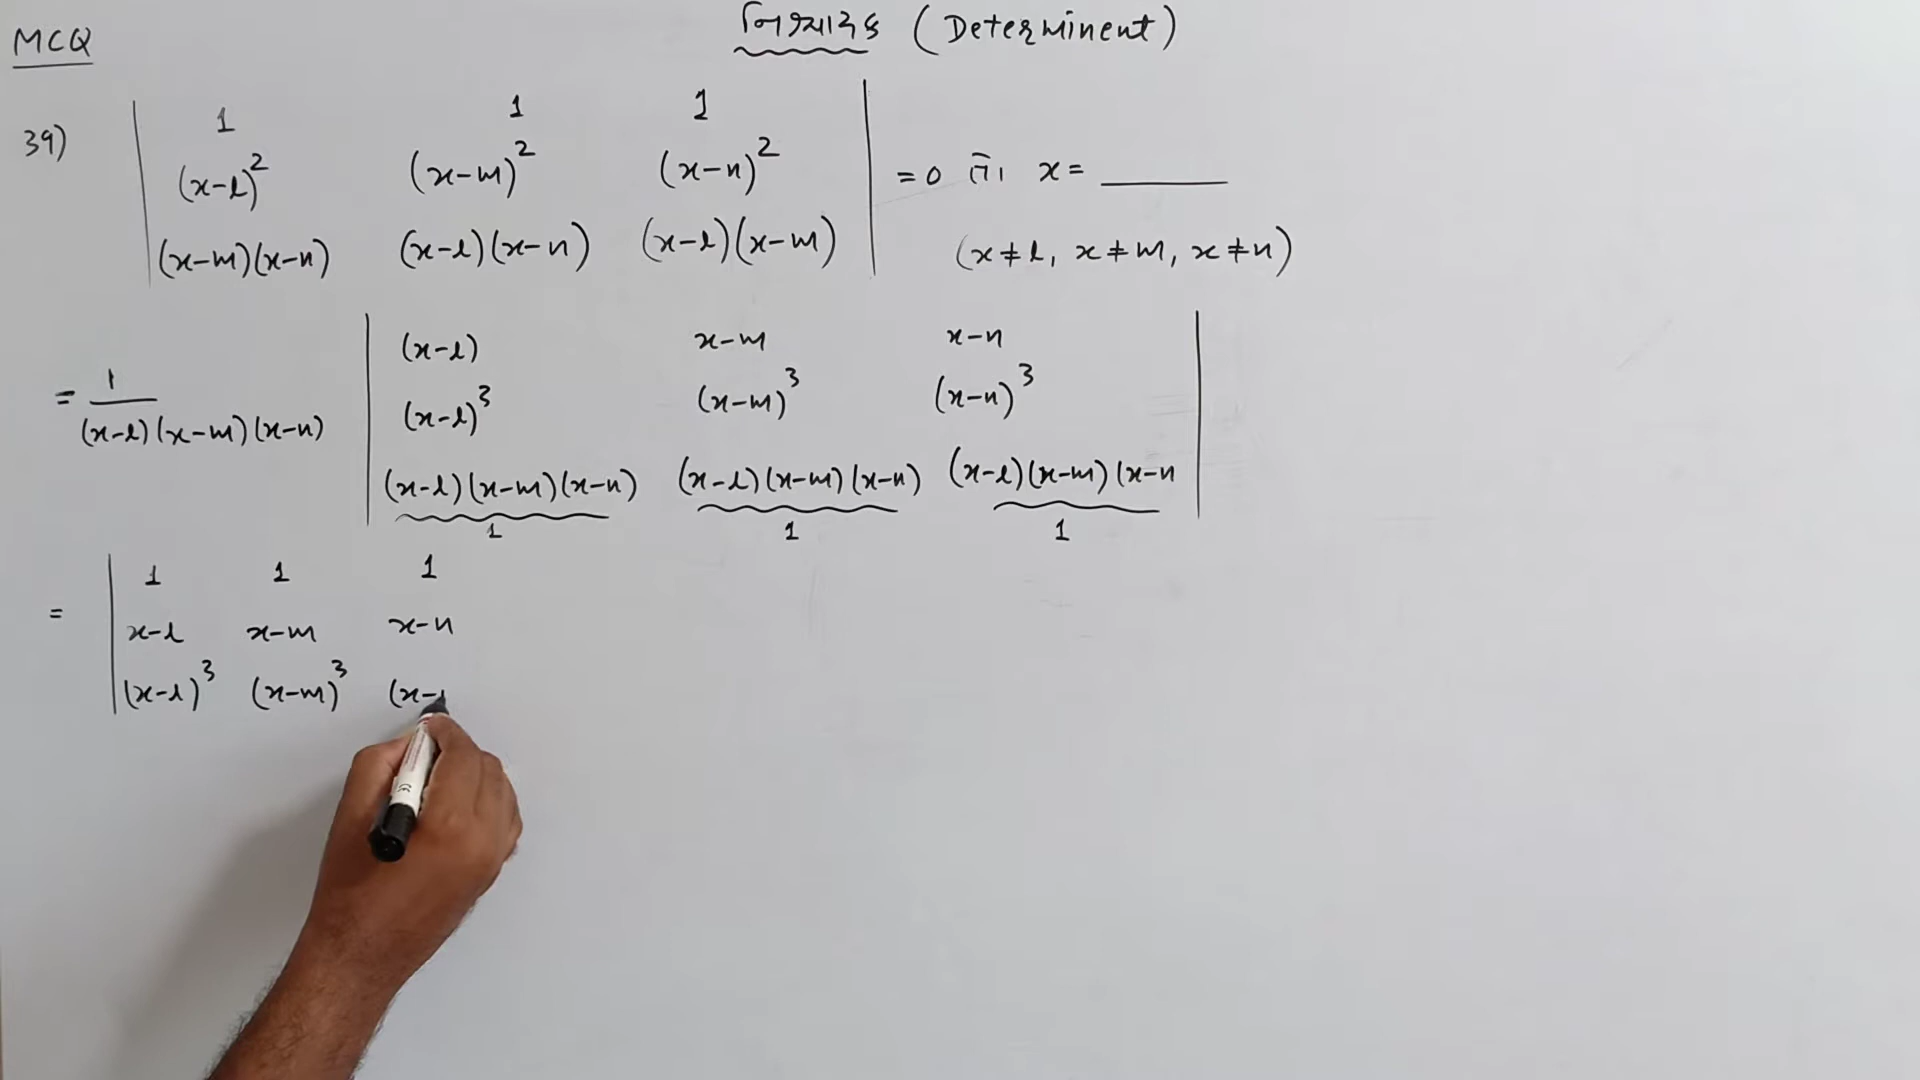 MCQ
નિશ્ચાયક (Determinent)
39) | 1 1 1 |
| (x-l)² (x-m)² (x-n)² | = 0 તો x = ______
| (x-m)(x-n) (x-l)(x-n) (x-l)(x-m) | (x≠l, x≠m, x≠n)
| (x-l) x-m x-n |
= 1/(x-l)(x-m)(x-n) | (x-l)³ (x-m)³ (x-n)³ |
| (x-l)(x-m)(x-n) (x-l)(x-m)(x-n) (x-l)(x-m)(x-n |
1 1 1
| 1 1 1
= | x-l x-m x-n
| (x-l)³ (x-m)³ (x-